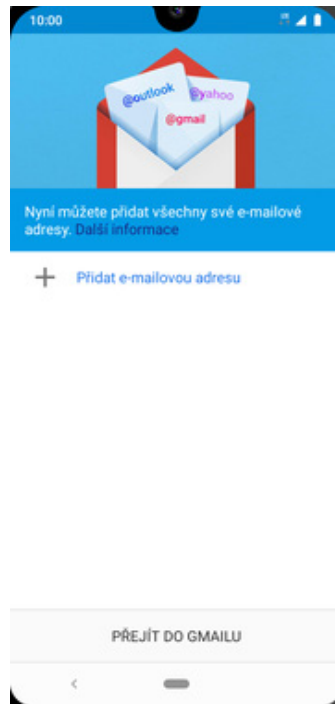 10:00
@outlook
@yahoo
@gmail
Nyní můžete přidat všechny své e-mailové
adresy. Další informace
Přidat e-mailovou adresu
PŘEJÍT DO GMAILU